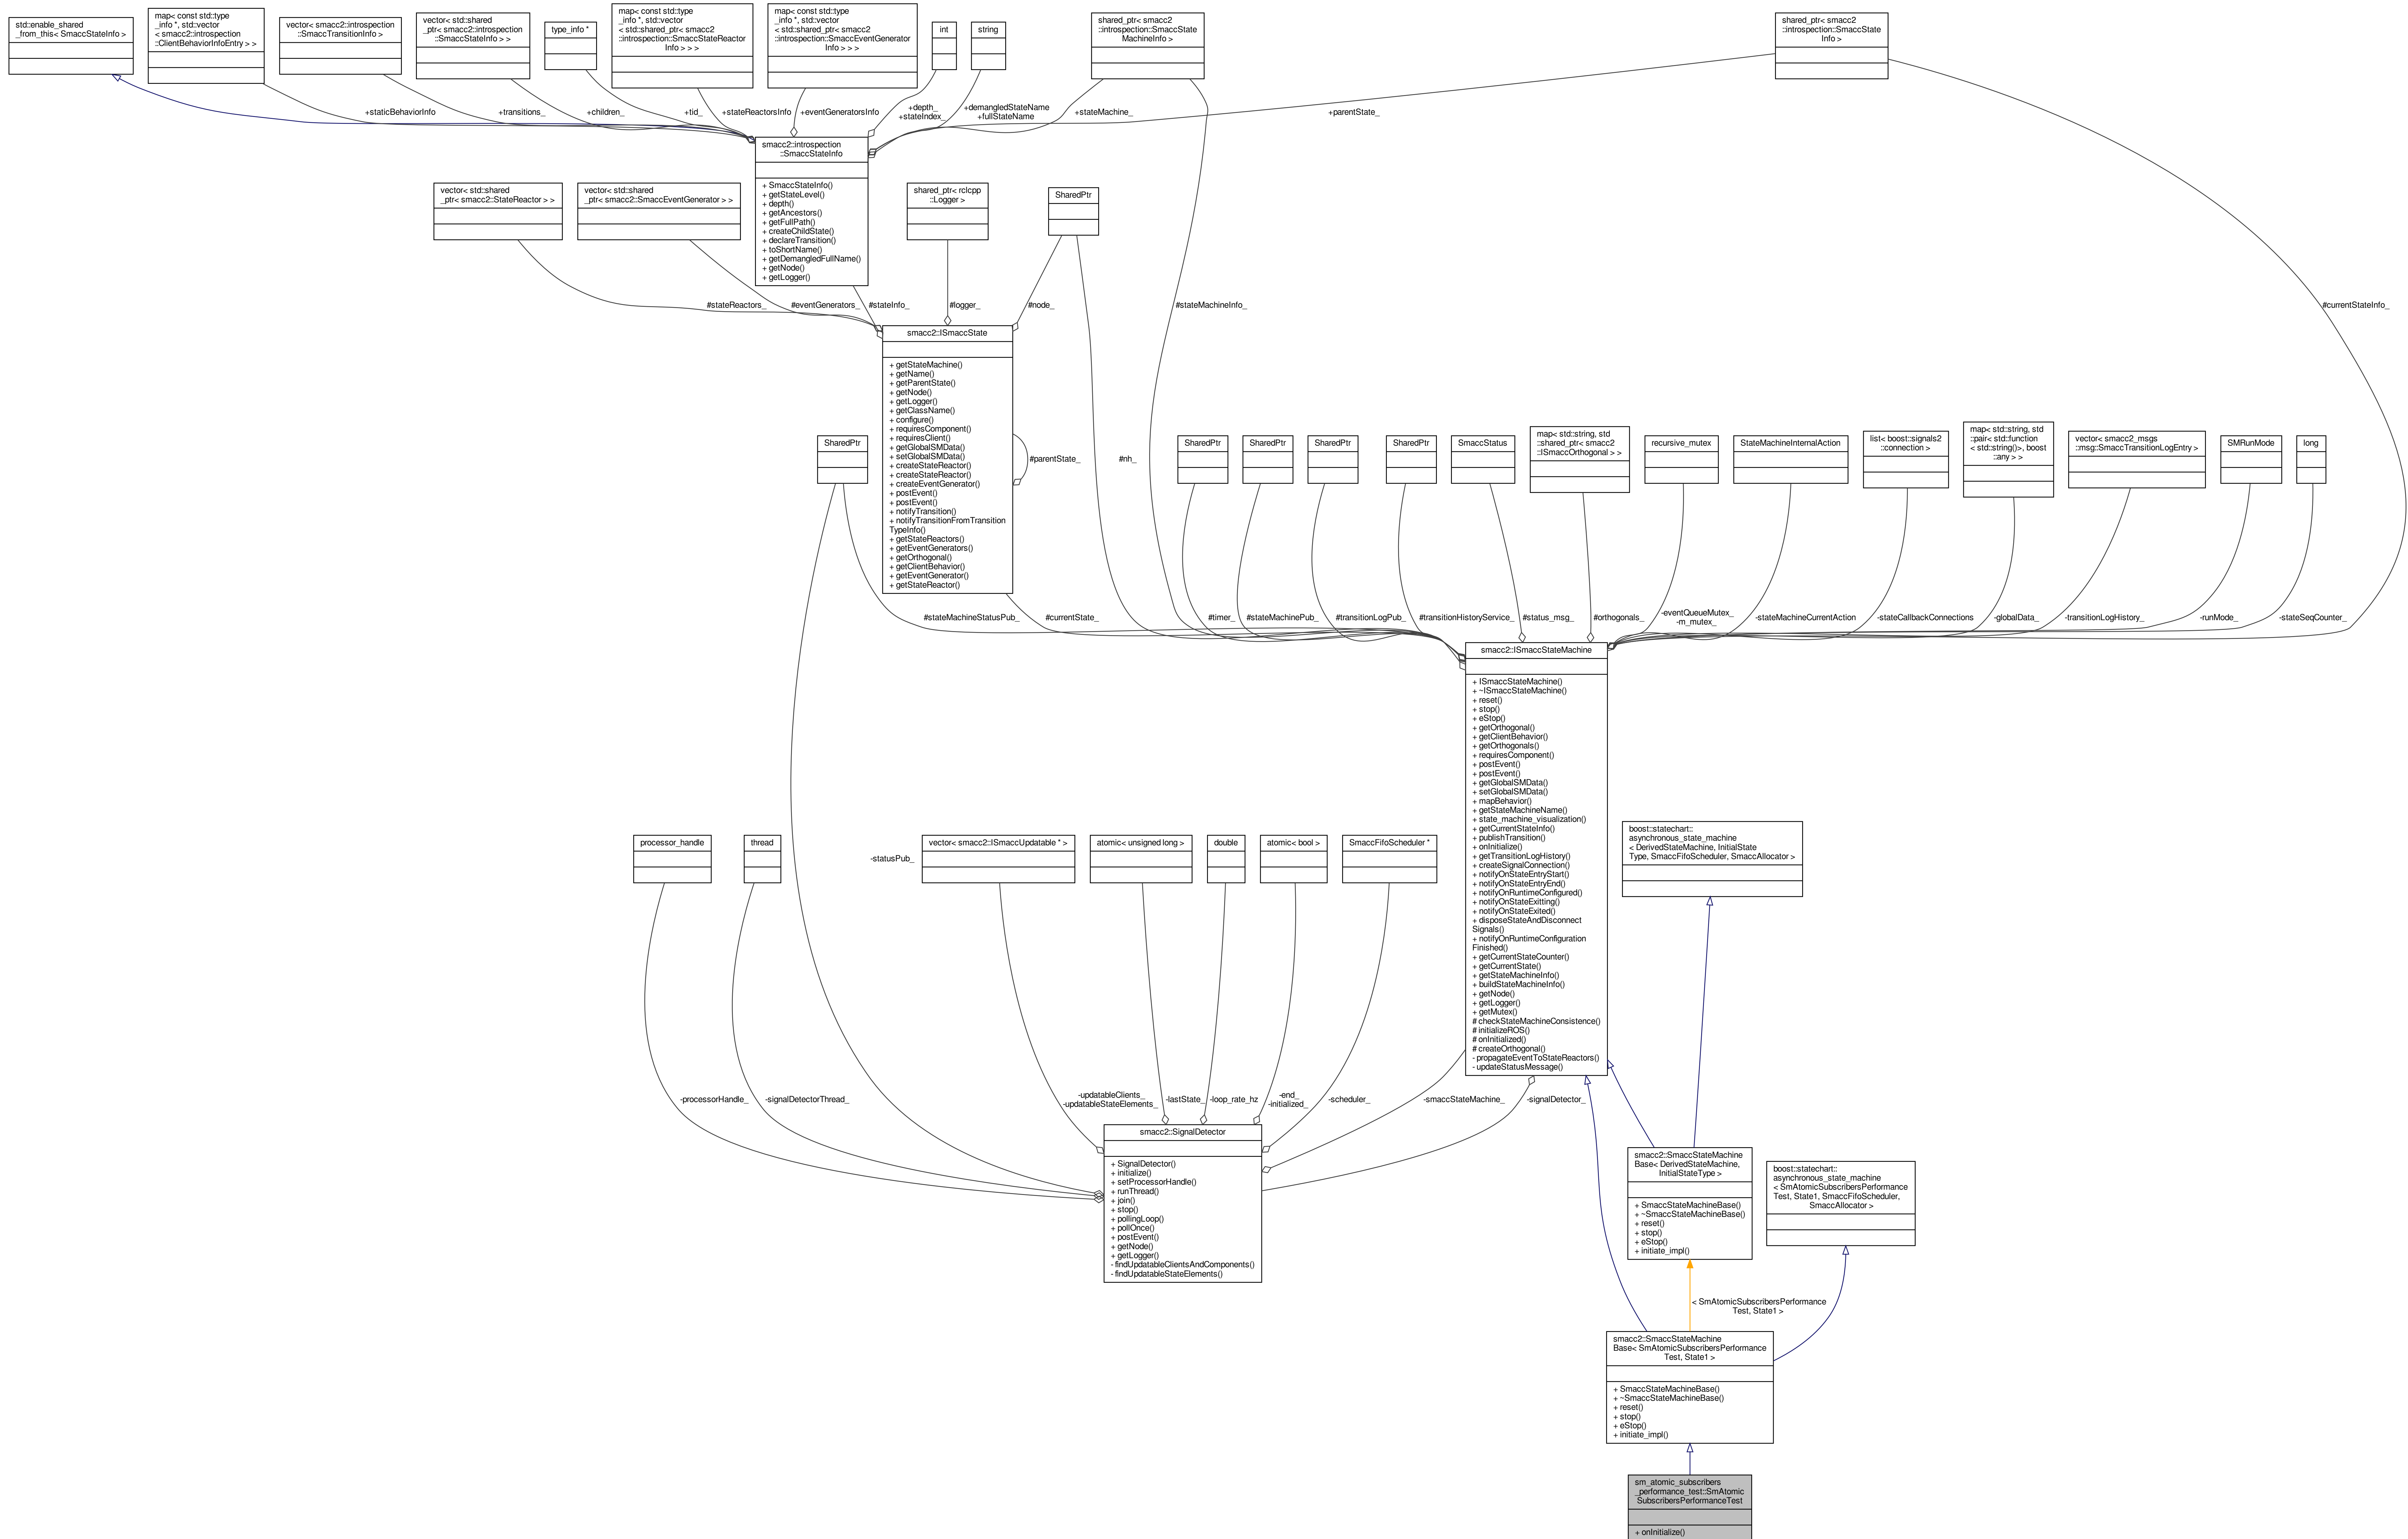 std::enable_shared
_from_this< SmaccStateInfo >
map< const std::type
_info *, std::vector
< smacc2::introspection
::ClientBehaviorInfoEntry > >
vector< smacc2::introspection
::SmaccTransitionInfo >
vector< std::shared
_ptr< smacc2::introspection
::SmaccStateInfo > >
type_info *
map< const std::type
_info *, std::vector
< std::shared_ptr< smacc2
::introspection::SmaccStateReactor
Info > > >
map< const std::type
_info *, std::vector
< std::shared_ptr< smacc2
::introspection::SmaccEventGenerator
Info > > >
int
string
shared_ptr< smacc2
::introspection::SmaccState
MachineInfo >
shared_ptr< smacc2
::introspection::SmaccState
Info >
+staticBehaviorInfo
+transitions_
+children_
+tid_
+stateReactorsInfo
+eventGeneratorsInfo
+depth_
+stateIndex_
+demangledStateName
+fullStateName
+stateMachine_
+parentState_
smacc2::introspection
::SmaccStateInfo
+ SmaccStateInfo()
+ getStateLevel()
+ depth()
+ getAncestors()
+ getFullPath()
+ createChildState()
+ declareTransition()
+ toShortName()
+ getDemangledFullName()
+ getNode()
+ getLogger()
vector< std::shared
_ptr< smacc2::StateReactor > >
vector< std::shared
_ptr< smacc2::SmaccEventGenerator > >
shared_ptr< rclcpp
::Logger >
SharedPtr
#stateReactors_
#eventGenerators_
#stateInfo_
#logger_
#node_
#stateMachineInfo_
#currentStateInfo_
smacc2::ISmaccState
+ getStateMachine()
+ getName()
+ getParentState()
+ getNode()
+ getLogger()
+ getClassName()
+ configure()
+ requiresComponent()
+ requiresClient()
+ getGlobalSMData()
+ setGlobalSMData()
+ createStateReactor()
+ createStateReactor()
+ createEventGenerator()
+ postEvent()
+ postEvent()
+ notifyTransition()
+ notifyTransitionFromTransition
TypeInfo()
+ getStateReactors()
+ getEventGenerators()
+ getOrthogonal()
+ getClientBehavior()
+ getEventGenerator()
+ getStateReactor()
#parentState_
#nh_
SharedPtr
SharedPtr
SharedPtr
SharedPtr
SharedPtr
SmaccStatus
map< std::string, std
::shared_ptr< smacc2
::ISmaccOrthogonal > >
recursive_mutex
StateMachineInternalAction
list< boost::signals2
::connection >
map< std::string, std
::pair< std::function
< std::string()>, boost
::any > >
vector< smacc2_msgs
::msg::SmaccTransitionLogEntry >
SMRunMode
long
#stateMachineStatusPub_
#currentState_
#timer_
#stateMachinePub_
#transitionLogPub_
#transitionHistoryService_
#status_msg_
#orthogonals_
-eventQueueMutex_
-m_mutex_
-stateMachineCurrentAction
-stateCallbackConnections
-globalData_
-transitionLogHistory_
-runMode_
-stateSeqCounter_
smacc2::ISmaccStateMachine
+ ISmaccStateMachine()
+ ~ISmaccStateMachine()
+ reset()
+ stop()
+ eStop()
+ getOrthogonal()
+ getClientBehavior()
+ getOrthogonals()
+ requiresComponent()
+ postEvent()
+ postEvent()
+ getGlobalSMData()
+ setGlobalSMData()
+ mapBehavior()
+ getStateMachineName()
+ state_machine_visualization()
+ getCurrentStateInfo()
+ publishTransition()
+ onInitialize()
+ getTransitionLogHistory()
+ createSignalConnection()
+ notifyOnStateEntryStart()
+ notifyOnStateEntryEnd()
+ notifyOnRuntimeConfigured()
+ notifyOnStateExitting()
+ notifyOnStateExited()
+ disposeStateAndDisconnect
Signals()
+ notifyOnRuntimeConfiguration
Finished()
+ getCurrentStateCounter()
+ getCurrentState()
+ getStateMachineInfo()
+ buildStateMachineInfo()
+ getNode()
+ getLogger()
+ getMutex()
# checkStateMachineConsistence()
# initializeROS()
# onInitialized()
# createOrthogonal()
- propagateEventToStateReactors()
- updateStatusMessage()
processor_handle
thread
-statusPub_
vector< smacc2::ISmaccUpdatable * >
atomic< unsigned long >
double
atomic< bool >
SmaccFifoScheduler *
boost::statechart::
asynchronous_state_machine
< DerivedStateMachine, InitialState
Type, SmaccFifoScheduler, SmaccAllocator >
-processorHandle_
-signalDetectorThread_
-updatableClients_
-updatableStateElements_
-lastState_
-loop_rate_hz
-end_
-initialized_
-scheduler_
-smaccStateMachine_
-signalDetector_
smacc2::SignalDetector
+ SignalDetector()
+ initialize()
+ setProcessorHandle()
+ runThread()
+ join()
+ stop()
+ pollingLoop()
+ pollOnce()
+ postEvent()
+ getNode()
+ getLogger()
- findUpdatableClientsAndComponents()
- findUpdatableStateElements()
smacc2::SmaccStateMachine
Base< DerivedStateMachine,
InitialStateType >
+ SmaccStateMachineBase()
+ ~SmaccStateMachineBase()
+ reset()
+ stop()
+ eStop()
+ initiate_impl()
boost::statechart::
asynchronous_state_machine
< SmAtomicSubscribersPerformance
Test, State1, SmaccFifoScheduler,
SmaccAllocator >
< SmAtomicSubscribersPerformance
Test, State1 >
smacc2::SmaccStateMachine
Base< SmAtomicSubscribersPerformance
Test, State1 >
+ SmaccStateMachineBase()
+ ~SmaccStateMachineBase()
+ reset()
+ stop()
+ eStop()
+ initiate_impl()
sm_atomic_subscribers
_performance_test::SmAtomic
SubscribersPerformanceTest
+ onInitialize()